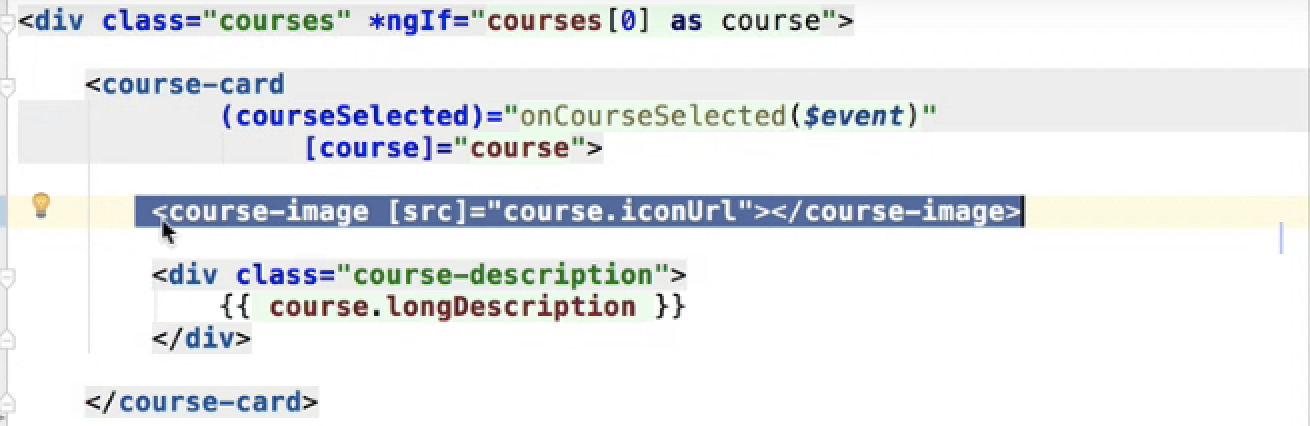 <div class="courses" *ngIf="courses[0] as course">
<course-card
(courseSelected)="onCourseSelected($event)"
[course]="course">
<course-image [src]="course.iconUrl"></course-image>
<div class="course-description">
{{ course.longDescription }}
</div>
</course-card>